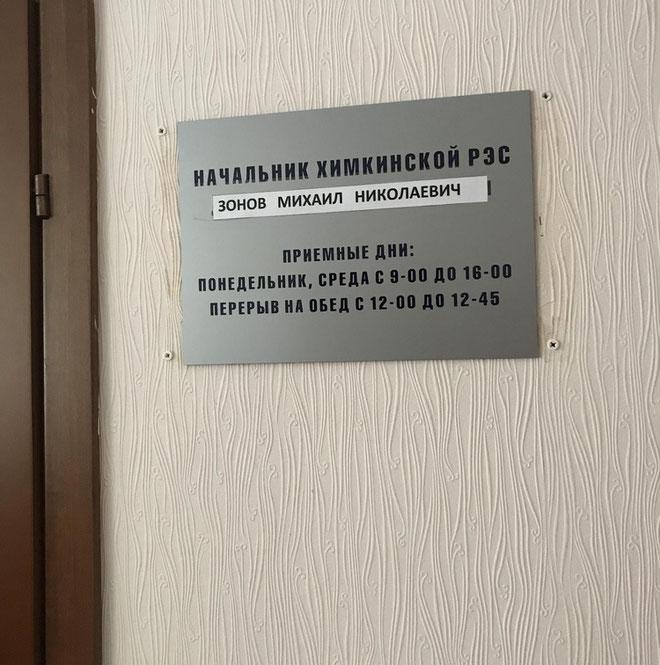 НАЧАЛЬНИК ХИМКИНСКОЙ РЭС
ЗОНОВ МИХАИЛ НИКОЛАЕВИЧ
ПРИЕМНЫЕ ДНИ:
ПОНЕДЕЛЬНИК, СРЕДА С 9-00 ДО 16-00
ПЕРЕРЫВ НА ОБЕД С 12-00 ДО 12-45